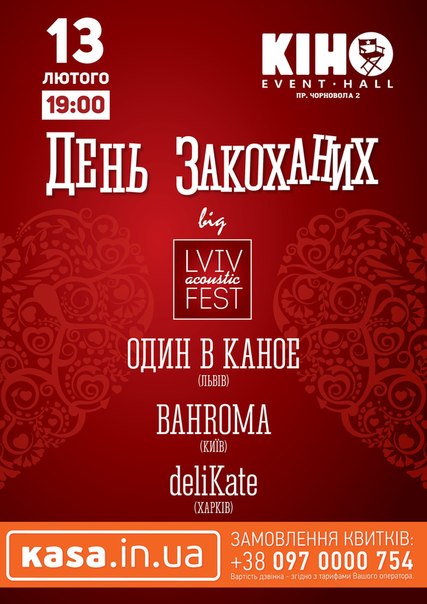 13
ЛЮТОГО
19:00
КІНО
EVENT·HALL
ПР. ЧОРНОВОЛА 2
ДЕНЬ ЗАКОХАНИХ
від
LVIV
acoustic
FEST
ОДИН В КАНОЕ
(ЛЬВІВ)
BAHROMA
(КИЇВ)
deliKate
(ХАРКІВ)
каsа.in.ua
ЗАМОВЛЕННЯ КВИТКІВ:
+38 097 0000 754
Вартість дзвінка - згідно з тарифами Вашого оператора.